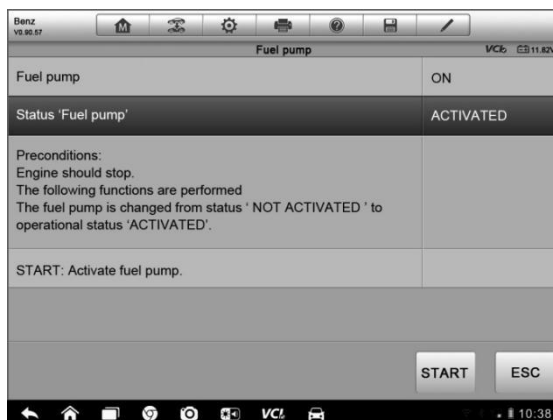 Benz
V0.90.57
Fuel pump
VCI
11.82V
Fuel pump
ON
Status ‘Fuel pump’
ACTIVATED
Preconditions:
Engine should stop.
The following functions are performed
The fuel pump is changed from status ‘ NOT ACTIVATED ’ to
operational status ‘ACTIVATED’.
START: Activate fuel pump.
START
ESC
VCI
10:38